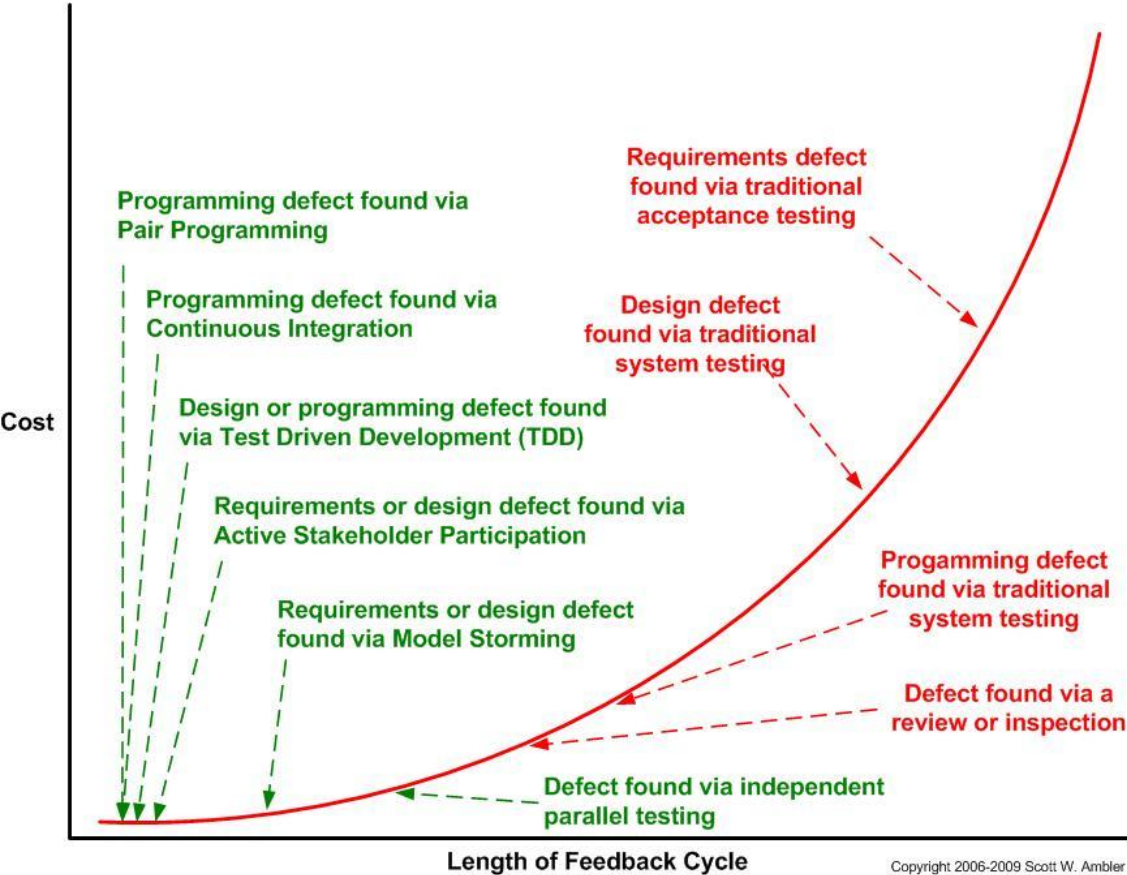 Requirements defect
found via traditional
acceptance testing
Programming defect found via
Pair Programming
Programming defect found via
Continuous Integration
Design defect
found via traditional
system testing
Design or programming defect found
via Test Driven Development (TDD)
Cost
Requirements or design defect found via
Active Stakeholder Participation
Progamming defect
found via traditional
system testing
Requirements or design defect
found via Model Storming
Defect found via a
review or inspection
Defect found via independent
parallel testing
Length of Feedback Cycle
Copyright 2006-2009 Scott W. Ambler